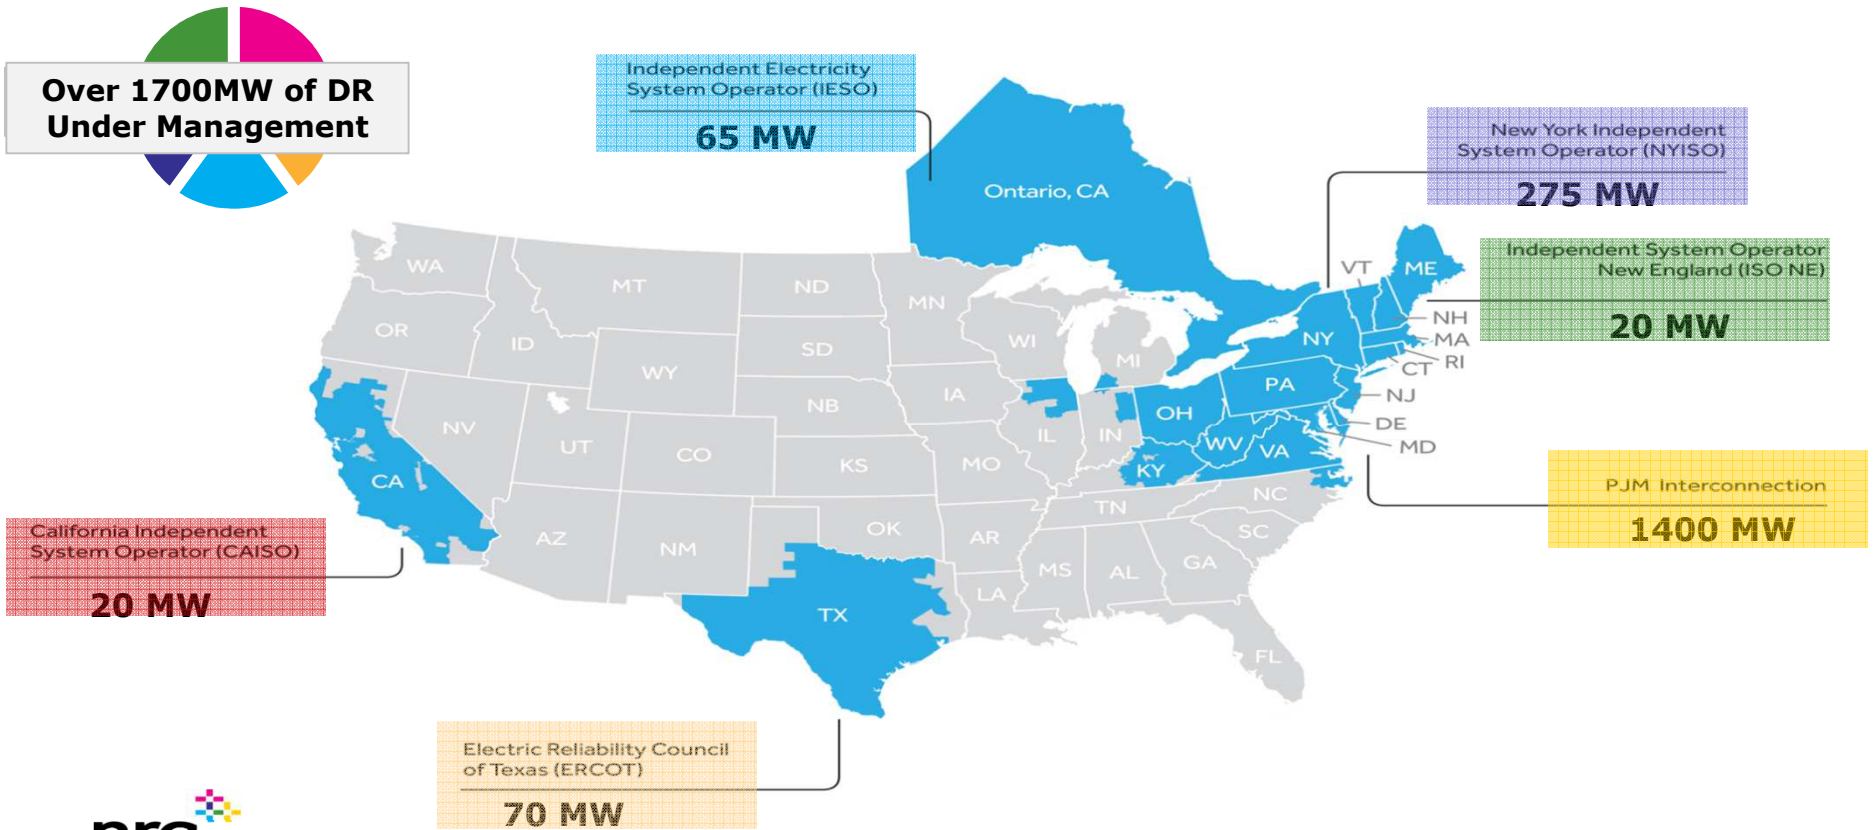 Over 1700MW of DR
Under Management
Independent Electricity
System Operator (IESO)
65 MW
New York Independent
System Operator (NYISO)
275 MW
Independent System Operator
New England (ISO NE)
20 MW
PJM Interconnection
1400 MW
California Independent
System Operator (CAISO)
20 MW
Electric Reliability Council
of Texas (ERCOT)
70 MW
Ontario, CA
WA
MT
ND
MN
VT
ME
OR
ID
SD
WI
MI
NY
NH
MA
RI
CT
WY
IA
PA
NJ
NV
UT
NB
IL
IN
OH
DE
MD
CO
KS
MO
WV
VA
KY
CA
AZ
NM
OK
AR
TN
NC
SC
MS
AL
GA
LA
TX
FL
nrg